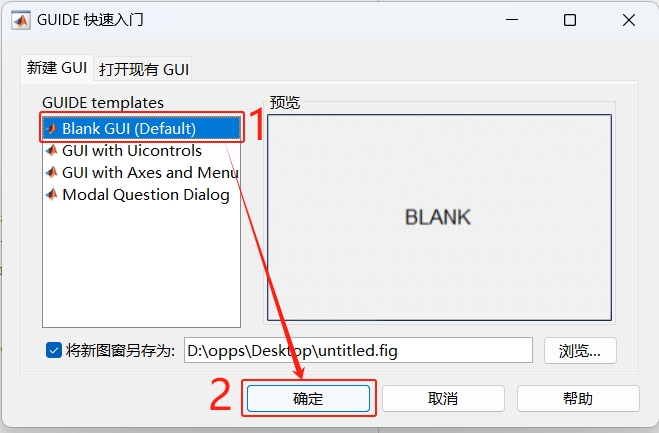 GUIDE 快速入门
新建 GUI
打开现有 GUI
GUIDE templates
预览
Blank GUI (Default)
1
GUI with Uicontrols
GUI with Axes and Menu
Modal Question Dialog
BLANK
将新图窗另存为:
D:\opps\Desktop\untitled.fig
浏览...
2
确定
取消
帮助